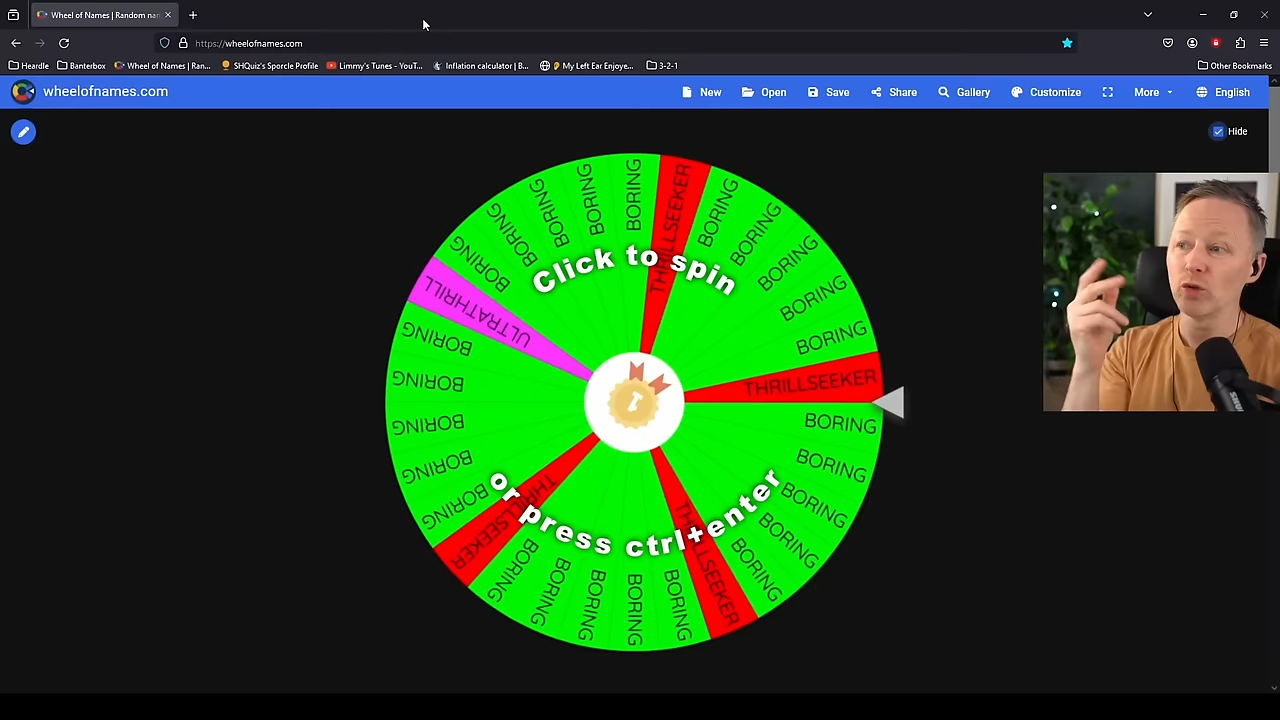 Wheel of Names | Random nam
https://wheelofnames.com
Heardle
Banterbox
Wheel of Names | Ran...
SHQuiz's Sporcle Profile
Limmy's Tunes - YouT...
Inflation calculator | B...
My Left Ear Enjoye...
3-2-1
Other Bookmarks
wheelofnames.com
New
Open
Save
Share
Gallery
Customize
More
English
Hide
Click to spin
or press ctrl+enter
THRILLSEEKER
BORING
BORING
BORING
BORING
BORING
THRILLSEEKER
BORING
BORING
BORING
BORING
BORING
THRILLSEEKER
BORING
BORING
BORING
BORING
BORING
THRILLSEEKER
BORING
BORING
BORING
BORING
BORING
ULTRATHRILL
BORING
BORING
BORING
BORING
BORING